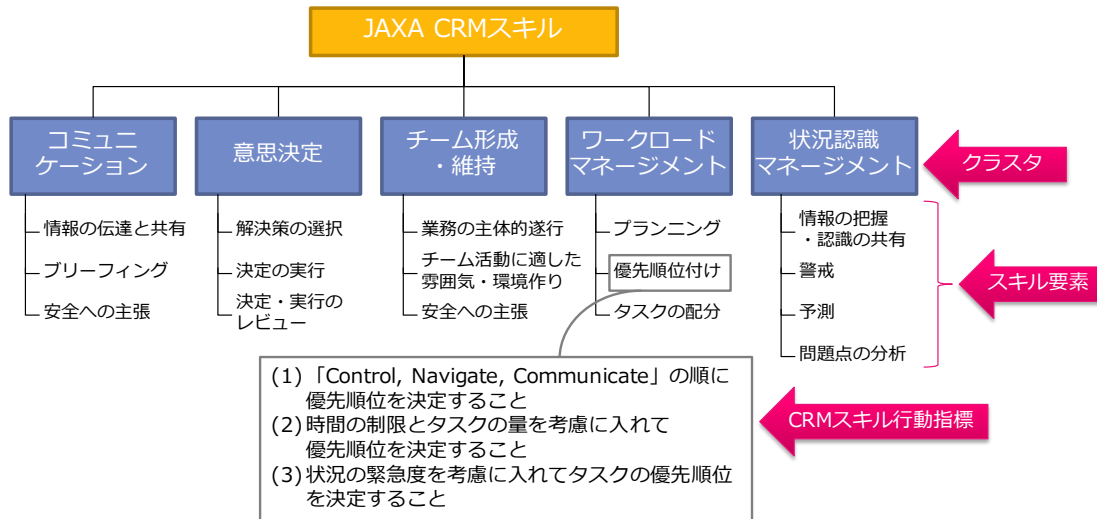 JAXA CRMスキル
コミュニ
ケーション
意思決定
チーム形成
・維持
ワークロード
マネージメント
状況認識
マネージメント
クラスタ
情報の伝達と共有
ブリーフィング
安全への主張
解決策の選択
決定の実行
決定・実行の
レビュー
業務の主体的遂行
チーム活動に適した
雰囲気・環境作り
安全への主張
プランニング
優先順位付け
タスクの配分
情報の把握
・認識の共有
警戒
予測
問題点の分析
スキル要素
(1) 「Control, Navigate, Communicate」の順に
優先順位を決定すること
(2) 時間の制限とタスクの量を考慮に入れて
優先順位を決定すること
(3) 状況の緊急度を考慮に入れてタスクの優先順位
を決定すること
CRMスキル行動指標